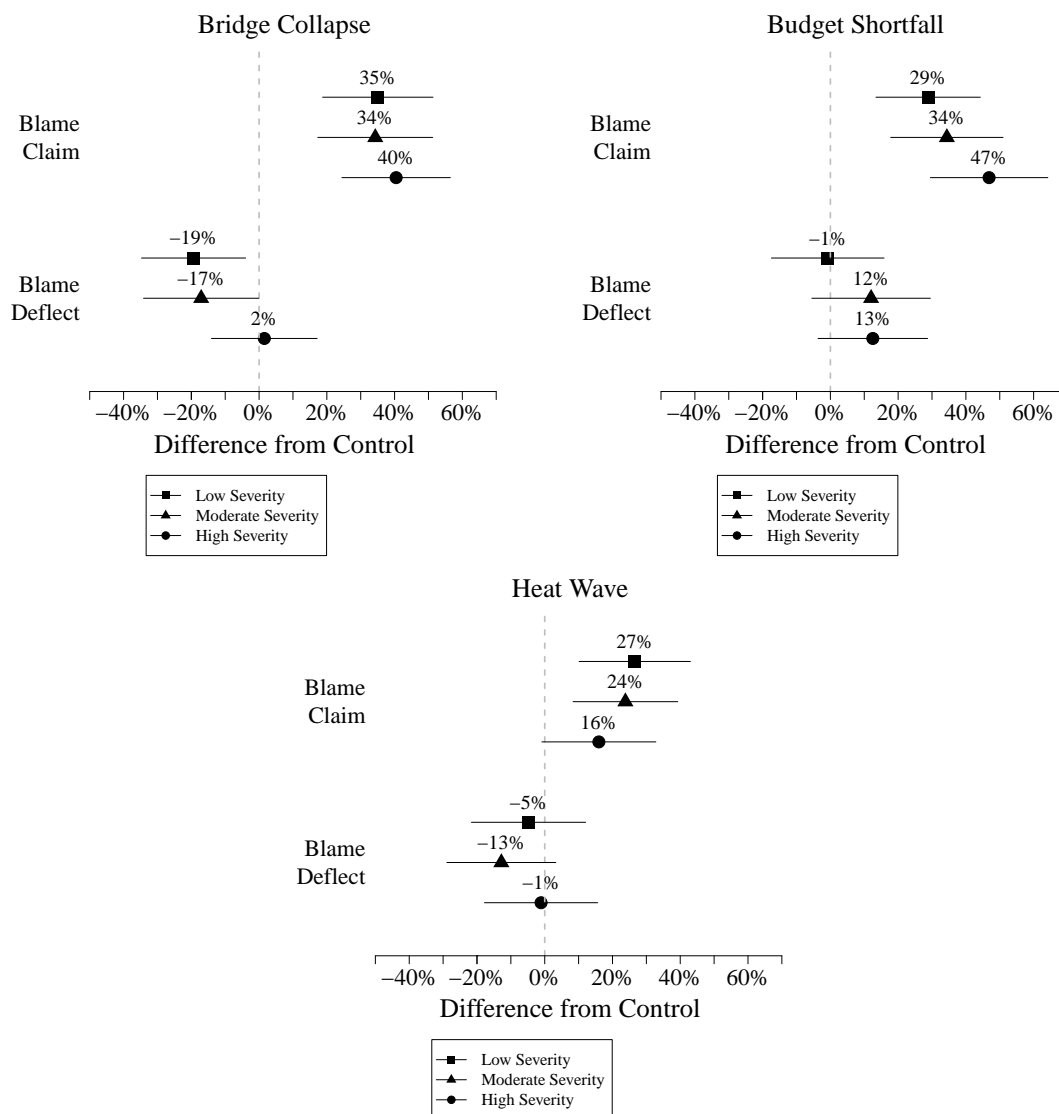 Bridge Collapse
Blame
Claim
35%
34%
40%
Blame
Deflect
−19%
−17%
2%
−40% −20% 0% 20% 40% 60%
Difference from Control
Low Severity
Moderate Severity
High Severity
Budget Shortfall
Blame
Claim
29%
34%
47%
Blame
Deflect
−1%
12%
13%
−40% −20% 0% 20% 40% 60%
Difference from Control
Low Severity
Moderate Severity
High Severity
Heat Wave
Blame
Claim
27%
24%
16%
Blame
Deflect
−5%
−13%
−1%
−40% −20% 0% 20% 40% 60%
Difference from Control
Low Severity
Moderate Severity
High Severity